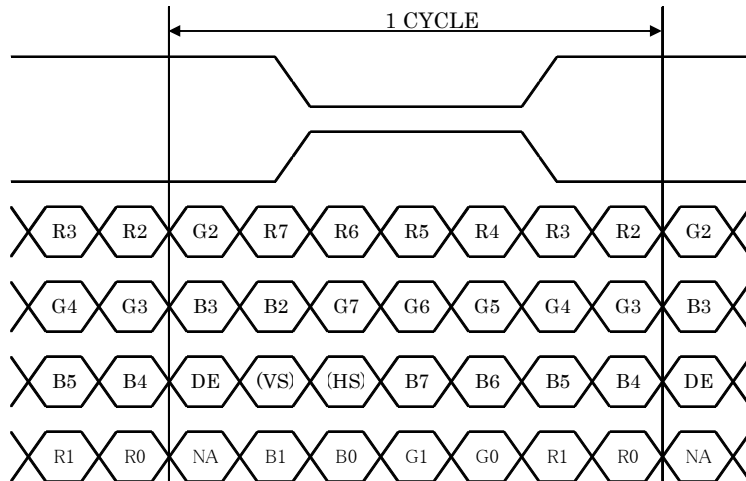 1 CYCLE
R3 R2 G2 R7 R6 R5 R4 R3 R2 G2
G4 G3 B3 B2 G7 G6 G5 G4 G3 B3
B5 B4 DE (VS) (HS) B7 B6 B5 B4 DE
R1 R0 NA B1 B0 G1 G0 R1 R0 NA